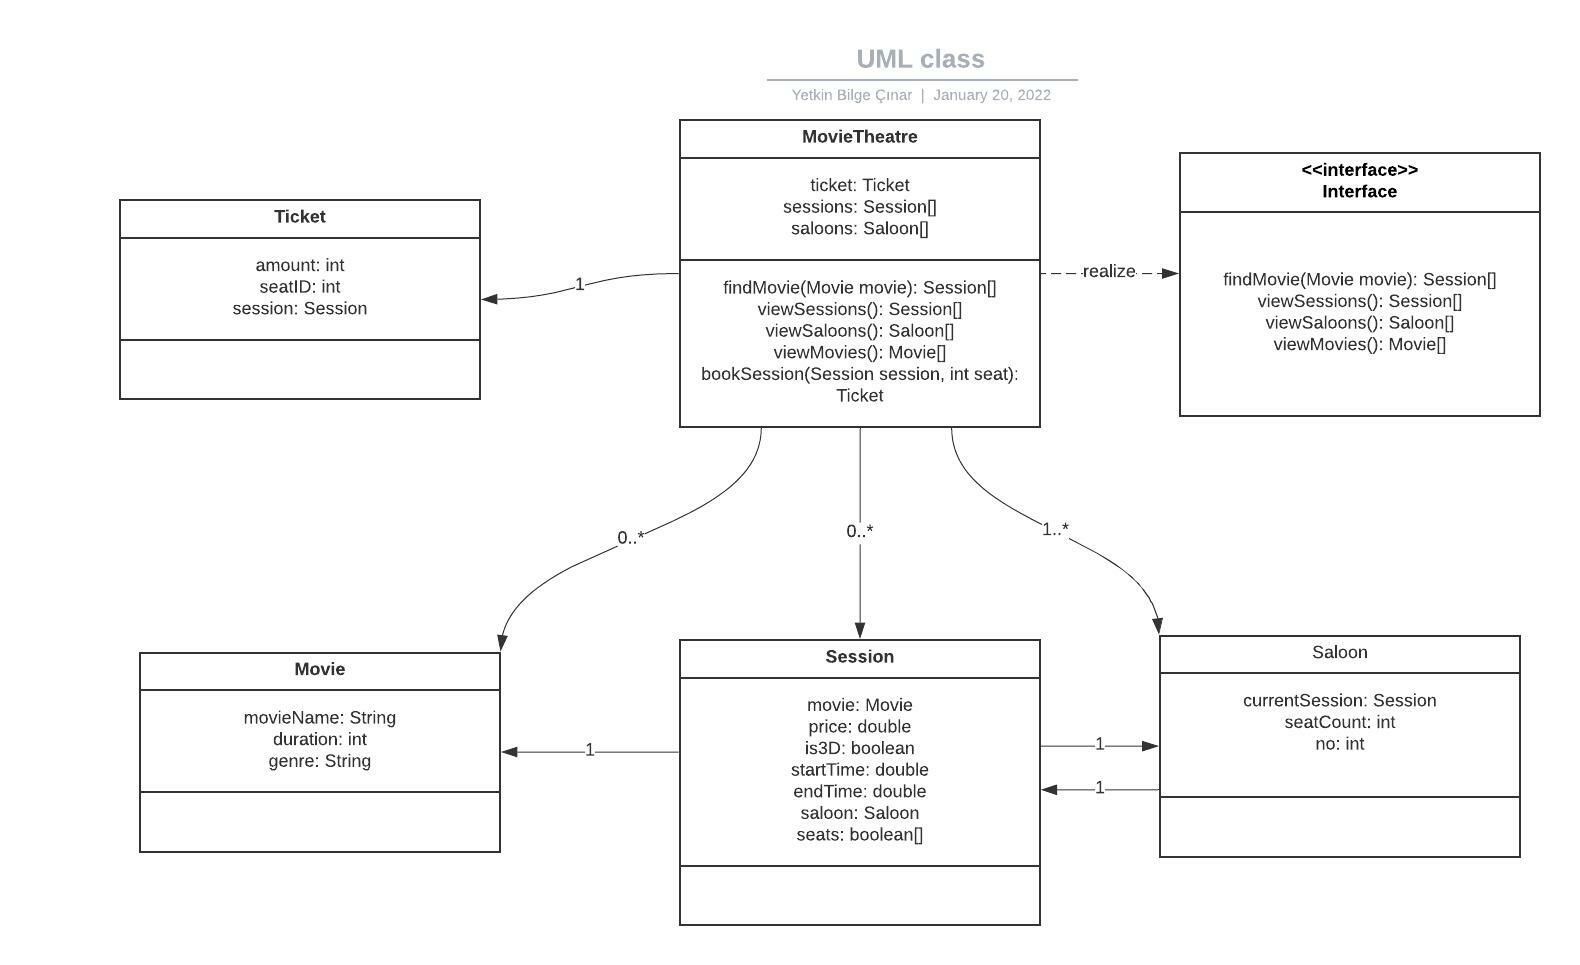 UML class
Yetkin Bilge Çınar | January 20, 2022
MovieTheatre
ticket: Ticket
sessions: Session[]
saloons: Saloon[]
findMovie(Movie movie): Session[]
viewSessions(): Session[]
viewSaloons(): Saloon[]
viewMovies(): Movie[]
bookSession(Session session, int seat):
Ticket
<<interface>>
Interface
findMovie(Movie movie): Session[]
viewSessions(): Session[]
viewSaloons(): Saloon[]
viewMovies(): Movie[]
Ticket
amount: int
seatID: int
session: Session
1
realize
0..*
0..*
1..*
Movie
movieName: String
duration: int
genre: String
1
Session
movie: Movie
price: double
is3D: boolean
startTime: double
endTime: double
saloon: Saloon
seats: boolean[]
1
1
Saloon
currentSession: Session
seatCount: int
no: int